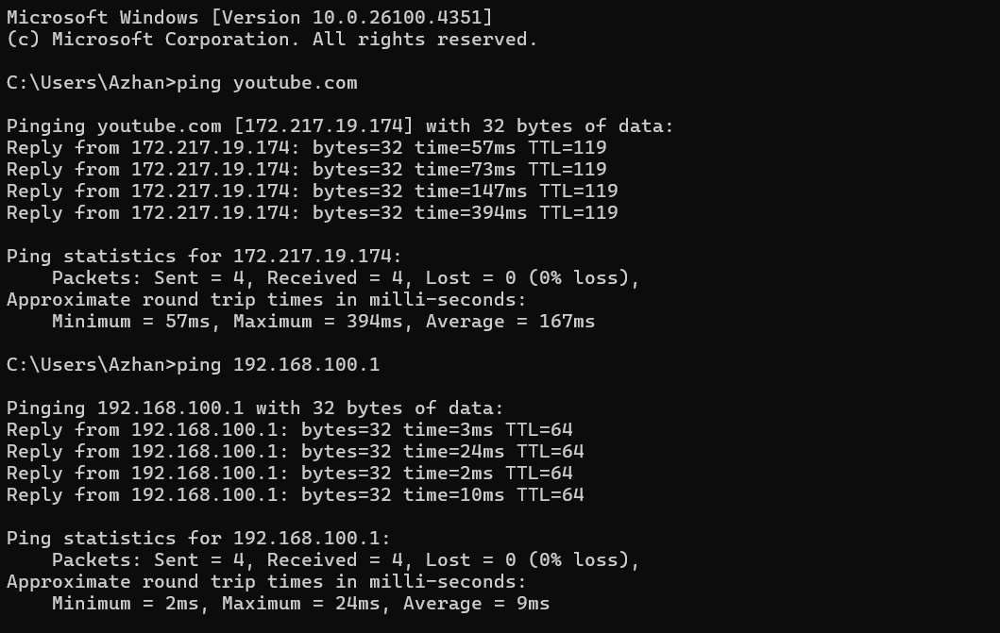 Microsoft Windows [Version 10.0.26100.4351]
(c) Microsoft Corporation. All rights reserved.
C:\Users\Azhan>ping youtube.com
Pinging youtube.com [172.217.19.174] with 32 bytes of data:
Reply from 172.217.19.174: bytes=32 time=57ms TTL=119
Reply from 172.217.19.174: bytes=32 time=73ms TTL=119
Reply from 172.217.19.174: bytes=32 time=147ms TTL=119
Reply from 172.217.19.174: bytes=32 time=394ms TTL=119
Ping statistics for 172.217.19.174:
    Packets: Sent = 4, Received = 4, Lost = 0 (0% loss),
Approximate round trip times in milli-seconds:
    Minimum = 57ms, Maximum = 394ms, Average = 167ms
C:\Users\Azhan>ping 192.168.100.1
Pinging 192.168.100.1 with 32 bytes of data:
Reply from 192.168.100.1: bytes=32 time=3ms TTL=64
Reply from 192.168.100.1: bytes=32 time=24ms TTL=64
Reply from 192.168.100.1: bytes=32 time=2ms TTL=64
Reply from 192.168.100.1: bytes=32 time=10ms TTL=64
Ping statistics for 192.168.100.1:
    Packets: Sent = 4, Received = 4, Lost = 0 (0% loss),
Approximate round trip times in milli-seconds:
    Minimum = 2ms, Maximum = 24ms, Average = 9ms